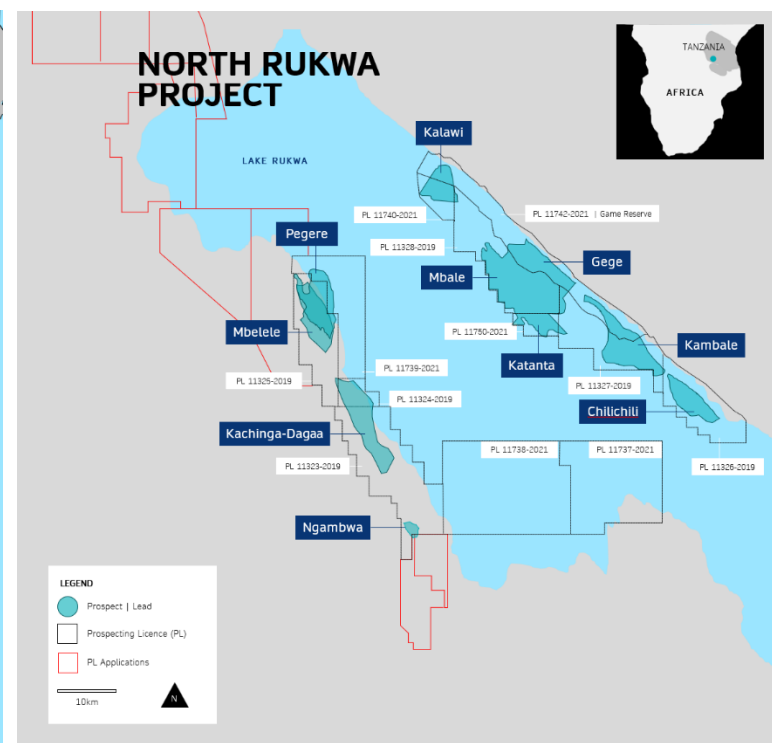 NORTH RUKWA
PROJECT
TANZANIA
AFRICA
LAKE RUKWA
Kalawi
PL 11740-2021
PL 11742-2021 | Game Reserve
Pegere
PL 11328-2019
Gege
Mbale
Mbelele
PL 11750-2021
Kambale
Katanta
PL 11739-2021
PL 11325-2019
PL 11327-2019
PL 11324-2019
Chilichili
Kachinga-Dagaa
PL 11738-2021
PL 11737-2021
PL 11323-2019
PL 11326-2019
Ngambwa
LEGEND
Prospect | Lead
Prospecting Licence (PL)
PL Applications
10km
N